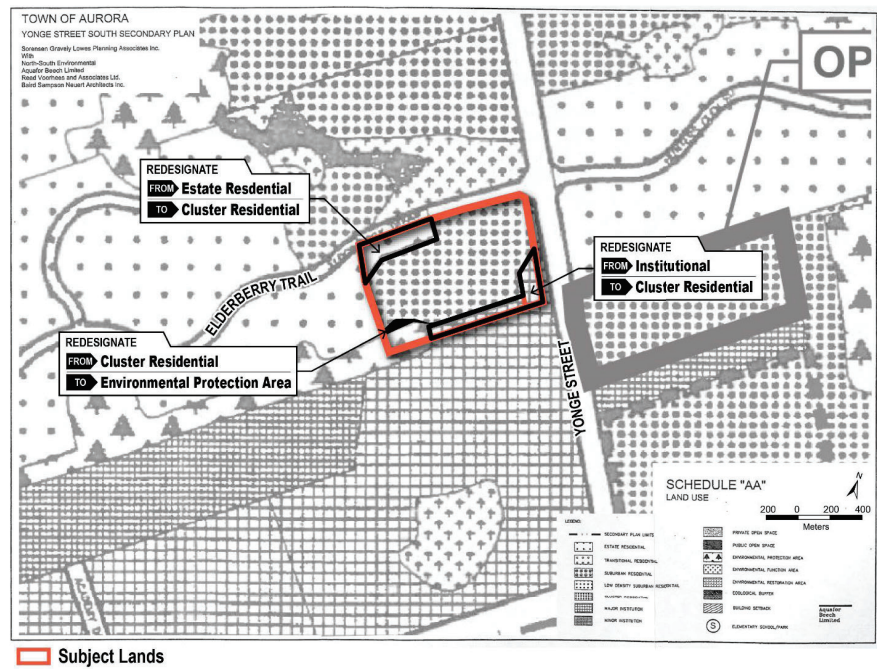 TOWN OF AURORA
YONGE STREET SOUTH SECONDARY PLAN
Sorensen Gravely Lowes Planning Associates Inc.
With
North-South Environmental
Aquafor Beech Limited
Reed Voorhees and Associates Ltd.
Baird Sampson Neuert Architects Inc.
OP
REDESIGNATE
FROM Estate Resdential
TO Cluster Residential
REDESIGNATE
FROM Institutional
TO Cluster Residential
ELDERBERRY TRAIL
REDESIGNATE
FROM Cluster Residential
TO Environmental Protection Area
YONGE STREET
SCHEDULE "AA"
LAND USE
N
200 0 200 400
Meters
LEGEND:
SECONDARY PLAN LIMITS
ESTATE RESIDENTIAL
TRANSITIONAL RESIDENTIAL
SUBURBAN RESIDENTIAL
LOW DENSITY SUBURBAN RESIDENTIAL
MAJOR INSTITUTION
MINOR INSTITUTION
PRIVATE OPEN SPACE
PUBLIC OPEN SPACE
ENVIRONMENTAL PROTECTION AREA
ENVIRONMENTAL FUNCTION AREA
ENVIRONMENTAL RESTORATION AREA
ECOLOGICAL BUFFER
BUILDING SETBACK
S ELEMENTARY SCHOOL/PARK
Aquafor
Beech
Limited
ACADEMY D
Subject Lands